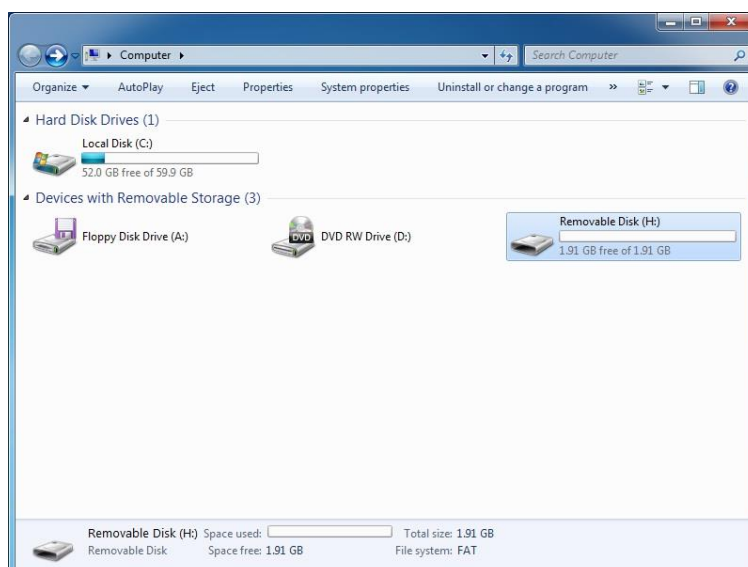 Computer
Search Computer
Organize AutoPlay Eject Properties System properties Uninstall or change a program »
Hard Disk Drives (1)
Local Disk (C:)
52.0 GB free of 59.9 GB
Devices with Removable Storage (3)
Floppy Disk Drive (A:)
DVD
DVD RW Drive (D:)
Removable Disk (H:)
1.91 GB free of 1.91 GB
Removable Disk (H:) Space used: Total size: 1.91 GB
Removable Disk Space free: 1.91 GB File system: FAT